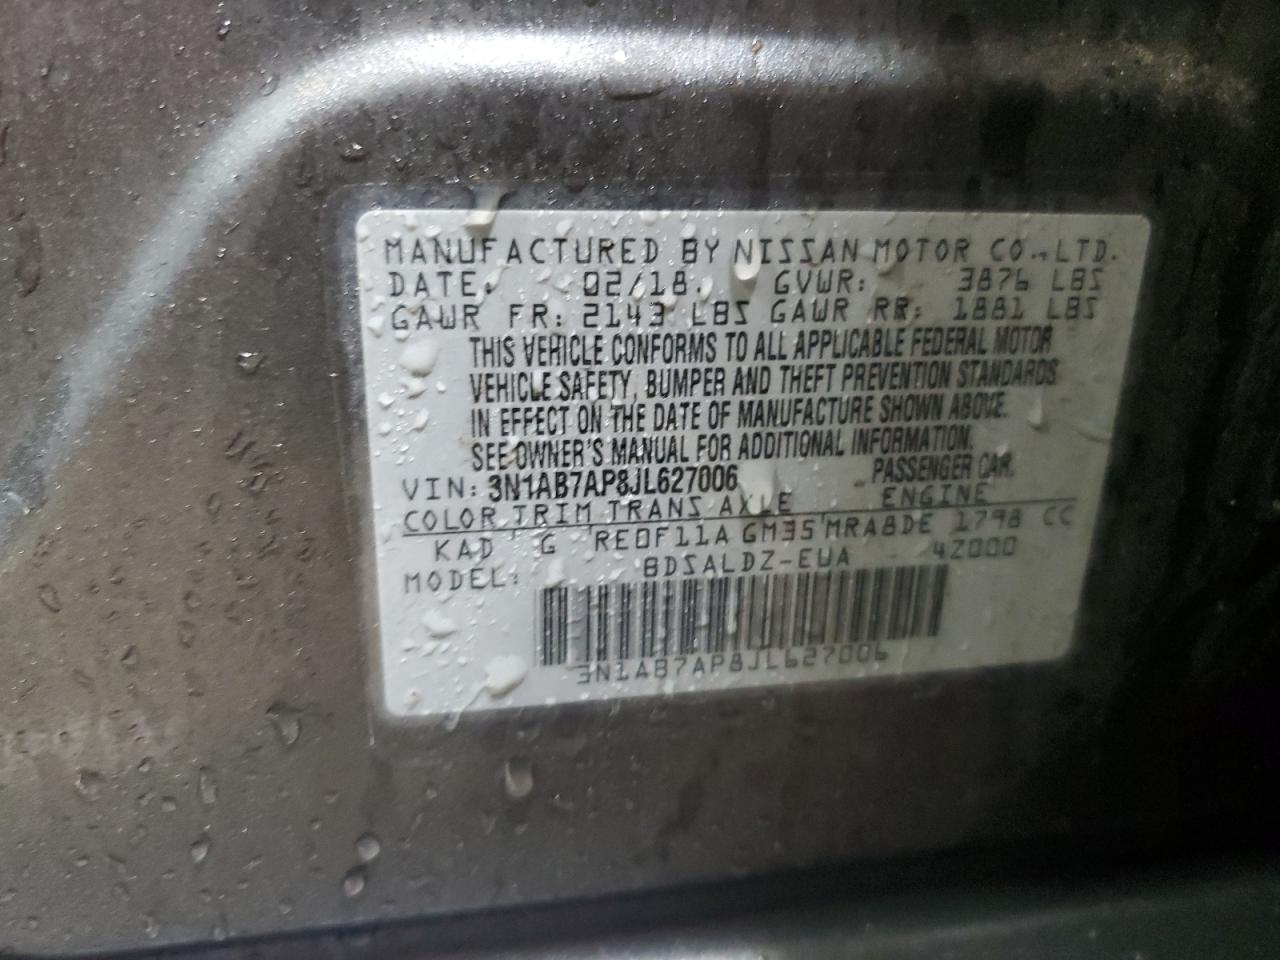 MANUFACTURED BY NISSAN MOTOR CO.,LTD.
DATE: 02/18. GVWR: 3876 LBS
GAWR FR: 2143 LBS GAWR RR: 1881 LBS
THIS VEHICLE CONFORMS TO ALL APPLICABLE FEDERAL MOTOR
VEHICLE SAFETY, BUMPER AND THEFT PREVENTION STANDARDS
IN EFFECT ON THE DATE OF MANUFACTURE SHOWN ABOVE.
SEE OWNER'S MANUAL FOR ADDITIONAL INFORMATION.
VIN: 3N1AB7AP8JL627006 PASSENGER CAR.
COLOR TRIM TRANS AXLE ENGINE
KAD G RE0F11A GM35 MRA8DE 1798 CC
MODEL: BDSALDZ-EUA 4Z000
3N1AB7AP8JL627006